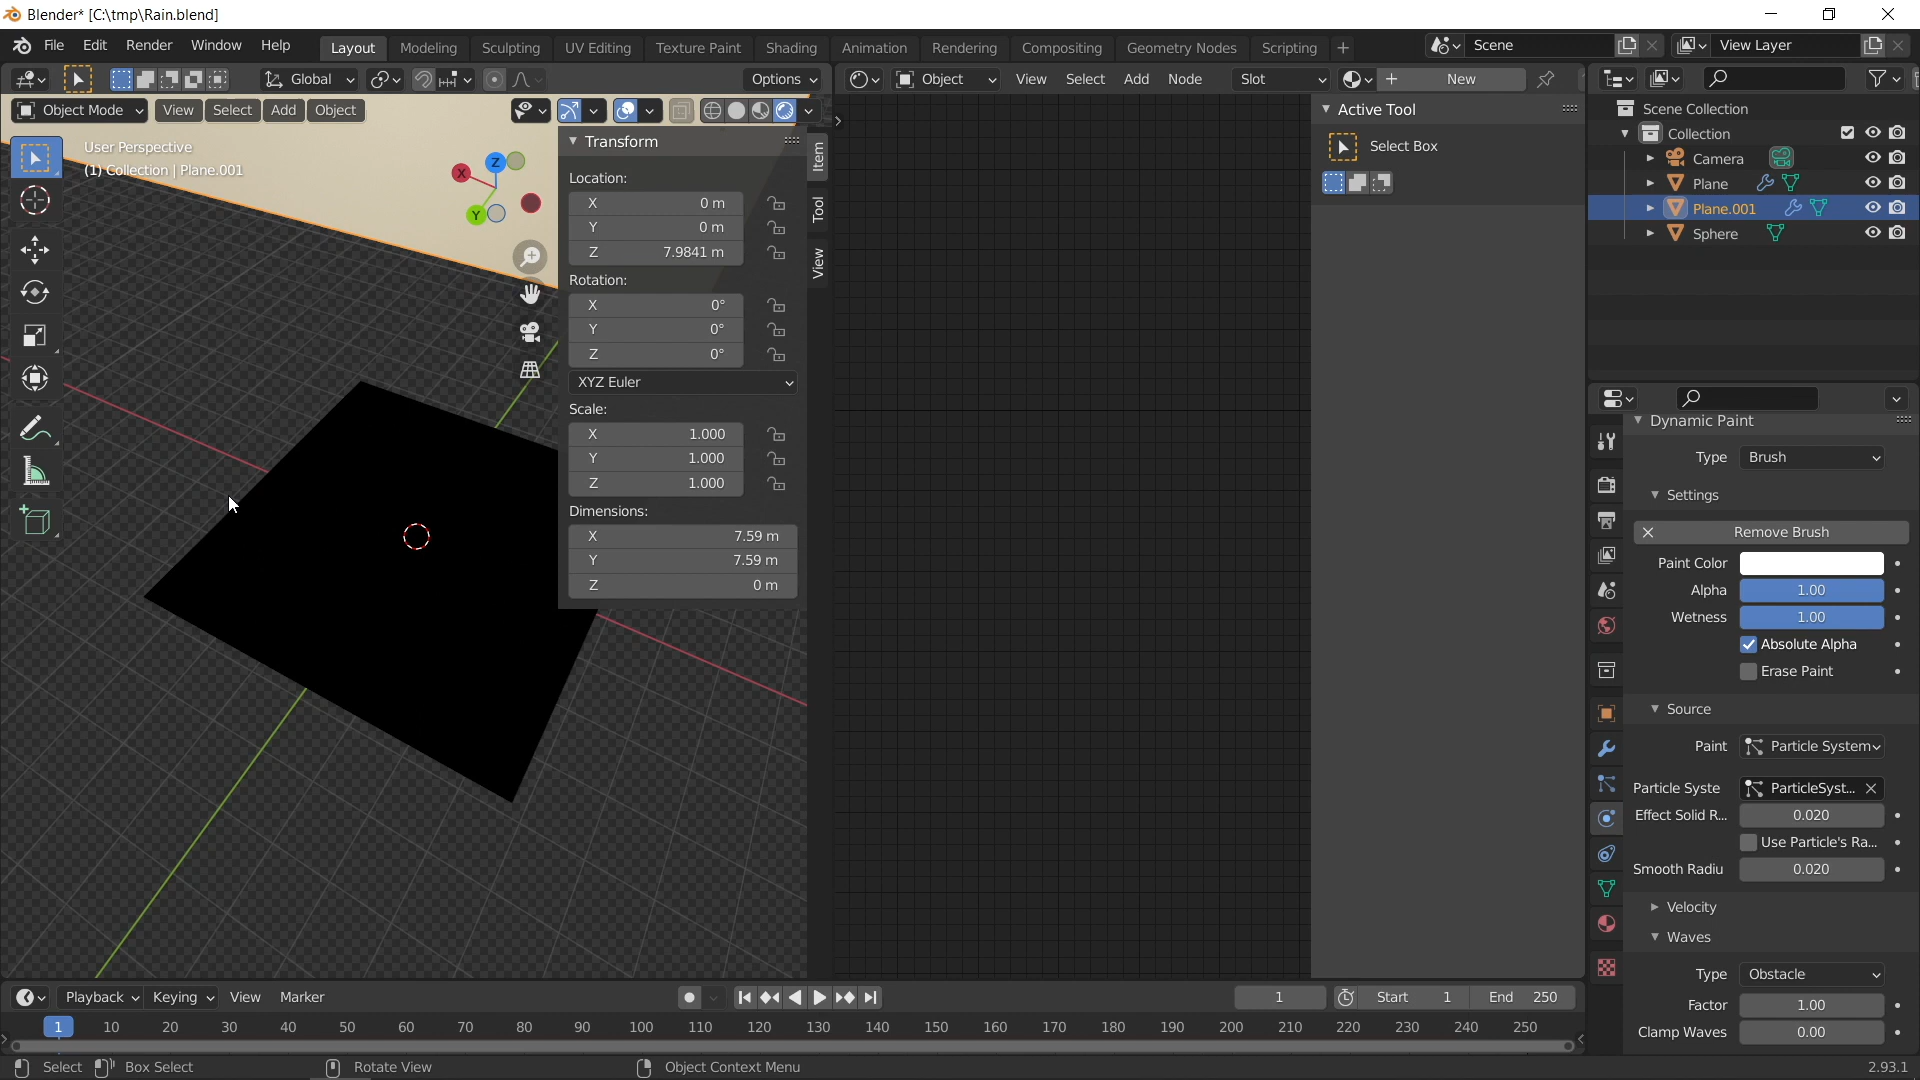 Blender* [C:\tmp\Rain.blend]
File Edit Render Window Help Layout Modeling Sculpting UV Editing Texture Paint Shading Animation Rendering Compositing Geometry Nodes Scripting + Scene View Layer
Global Options
Object View Select Add Node Slot New
Object Mode View Select Add Object
User Perspective
(1) Collection | Plane.001
X
Z
Y
Transform
Location:
X 0 m
Y 0 m
Z 7.9841 m
Rotation:
X 0°
Y 0°
Z 0°
XYZ Euler
Scale:
X 1.000
Y 1.000
Z 1.000
Dimensions:
X 7.59 m
Y 7.59 m
Z 0 m
Item
Tool
View
Active Tool
Select Box
Scene Collection
Collection
Camera
Plane
Plane.001
Sphere
Dynamic Paint
Type Brush
Settings
Remove Brush
Paint Color
Alpha 1.00
Wetness 1.00
Absolute Alpha
Erase Paint
Source
Paint Particle System
Particle Syste ParticleSyst...
Effect Solid R... 0.020
Use Particle's Ra...
Smooth Radiu 0.020
Velocity
Waves
Type Obstacle
Factor 1.00
Clamp Waves 0.00
Playback Keying View Marker 1 Start 1 End 250
1 10 20 30 40 50 60 70 80 90 100 110 120 130 140 150 160 170 180 190 200 210 220 230 240 250
Select Box Select Rotate View Object Context Menu 2.93.1